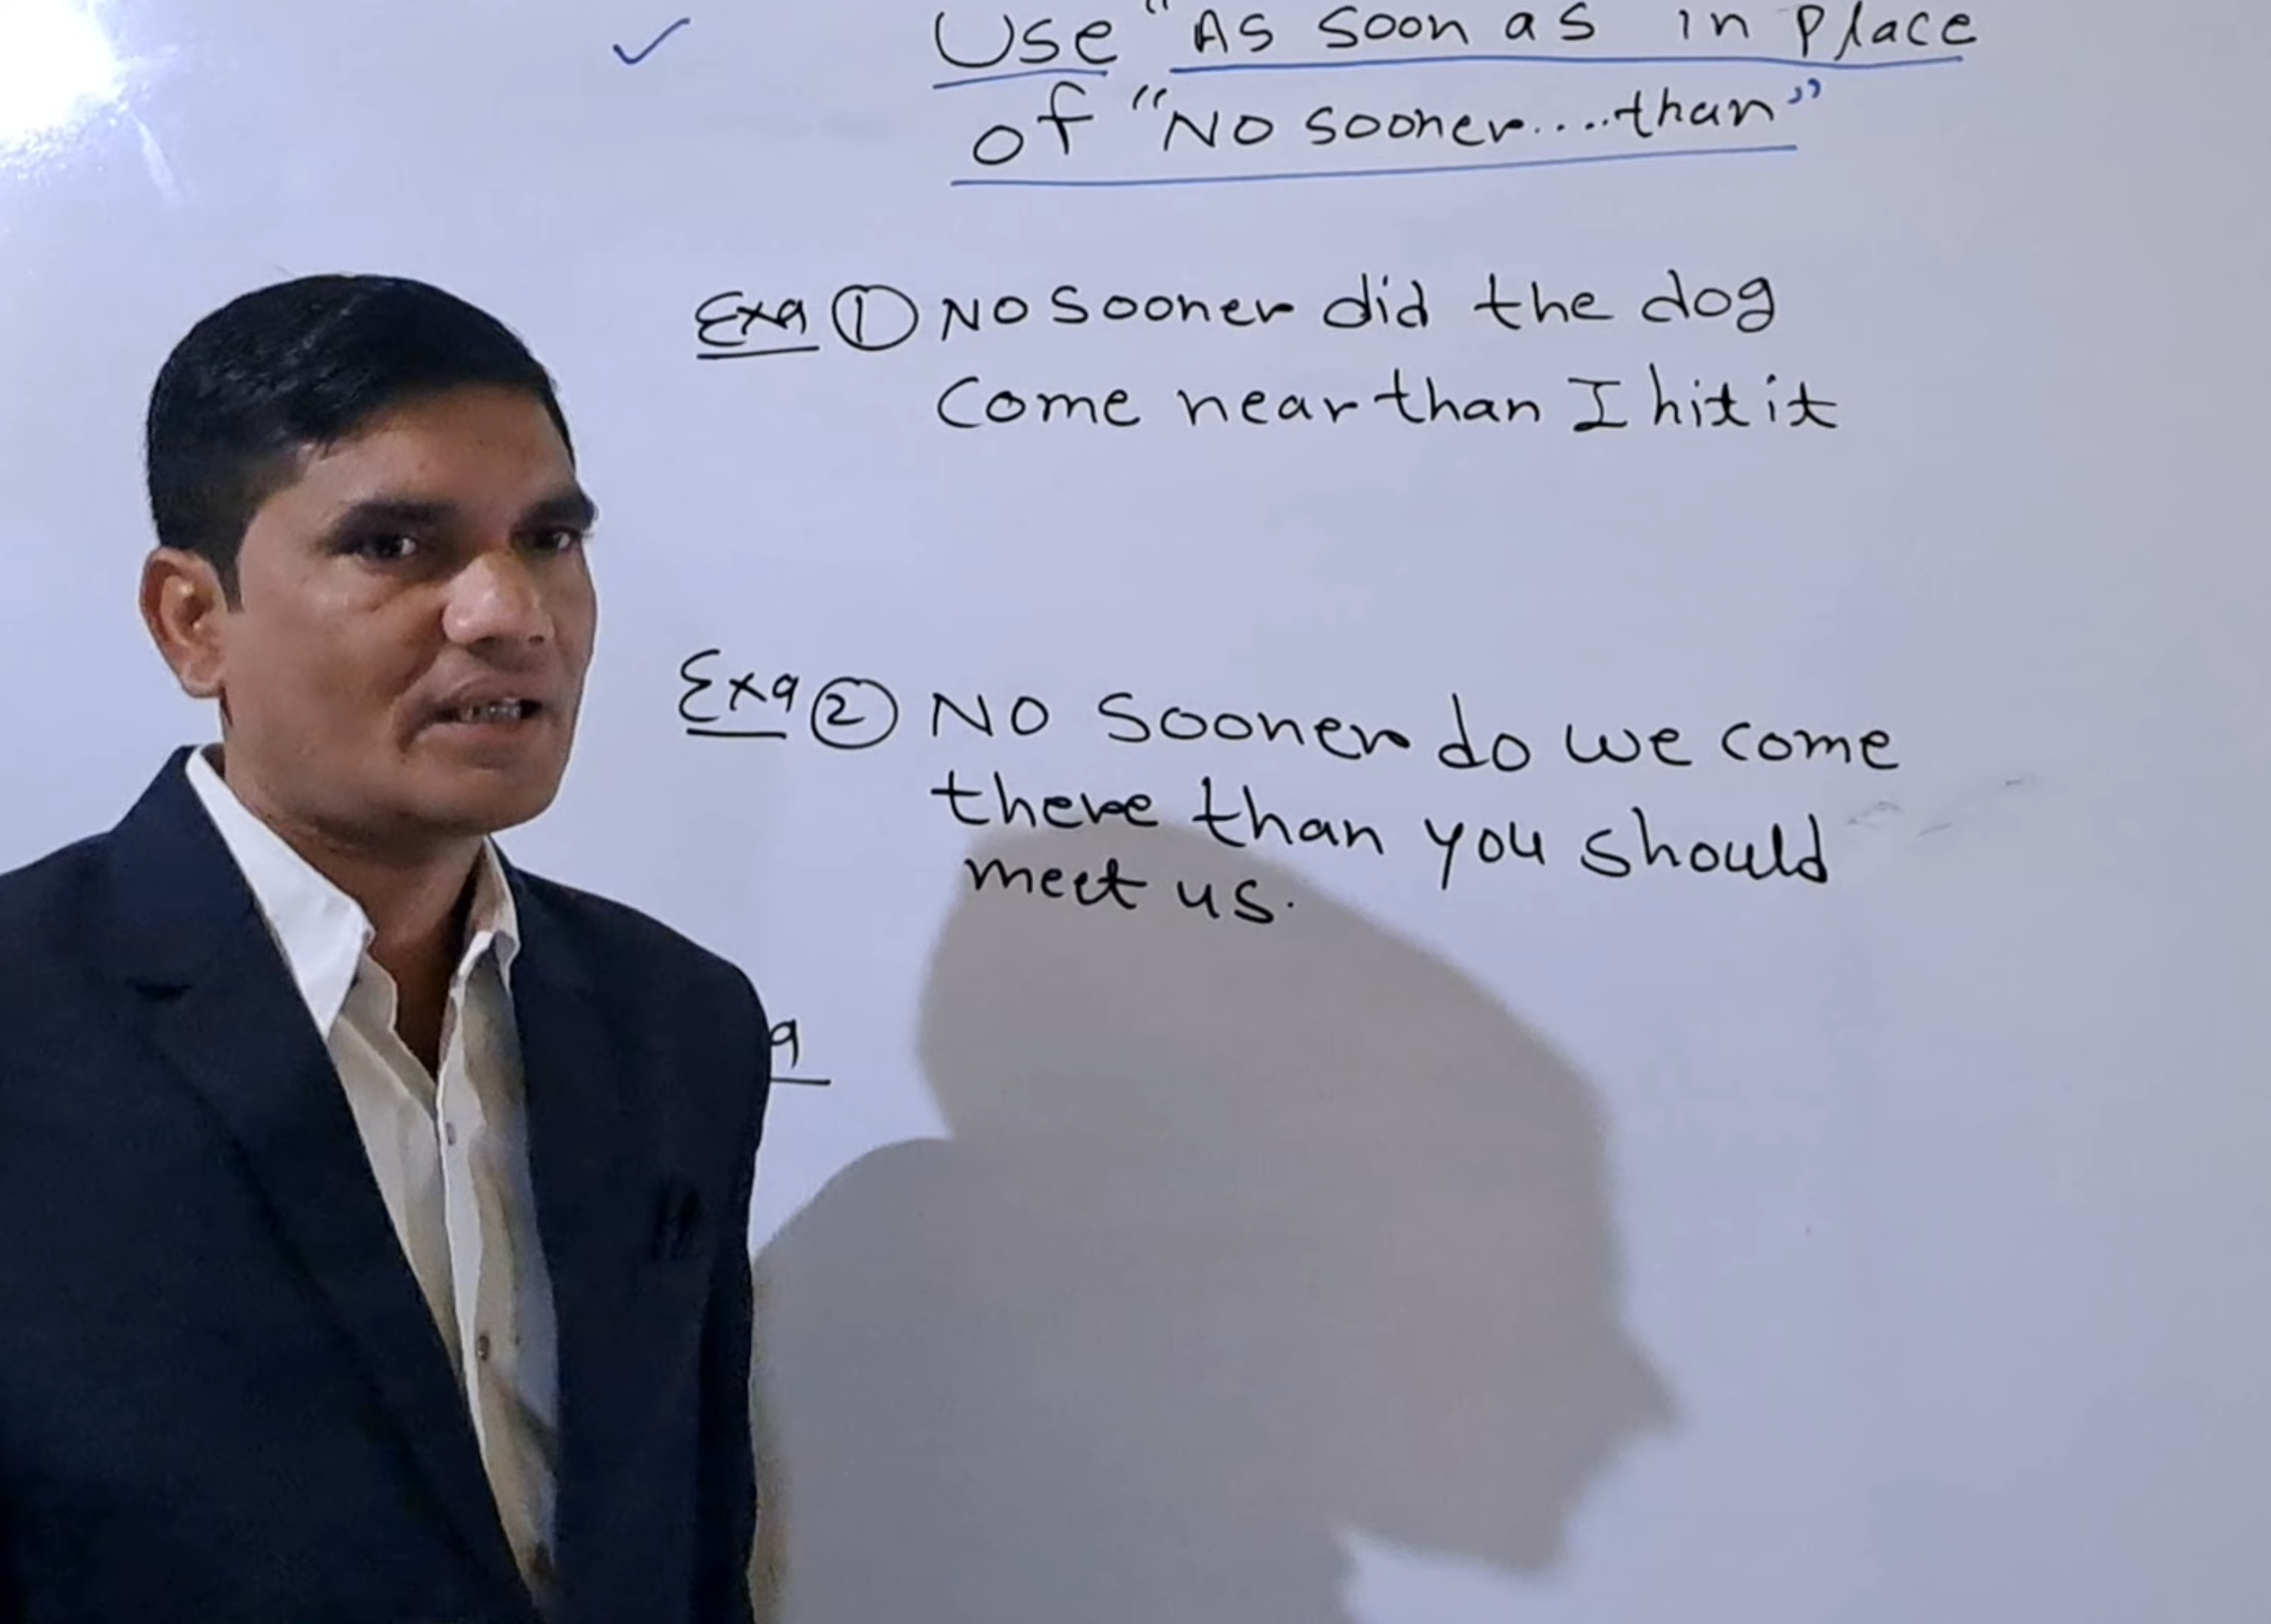 Use "As soon as in place
of "No sooner....than"
Exa ① No sooner did the dog
come near than I hit it
Exa ② No sooner do we come
there than you should
meet us.
a